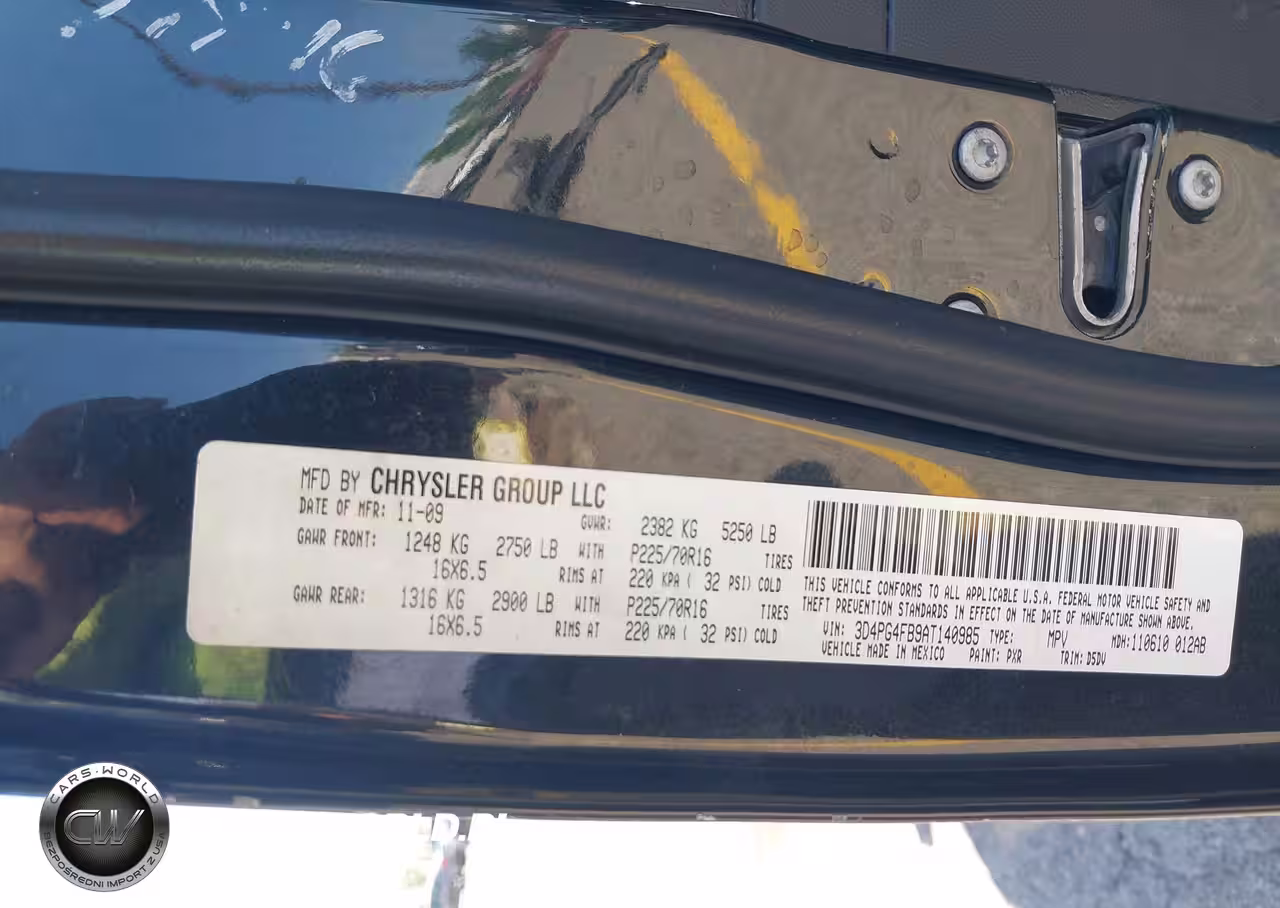 MFD BY CHRYSLER GROUP LLC
DATE OF MFR: 11-09 GVWR: 2382 KG 5250 LB
GAWR FRONT: 1248 KG 2750 LB WITH P225/70R16 TIRES
16X6.5 RIMS AT 220 KPA ( 32 PSI) COLD
GAWR REAR: 1316 KG 2900 LB WITH P225/70R16 TIRES
16X6.5 RIMS AT 220 KPA ( 32 PSI) COLD
THIS VEHICLE CONFORMS TO ALL APPLICABLE U.S.A. FEDERAL MOTOR VEHICLE SAFETY AND
THEFT PREVENTION STANDARDS IN EFFECT ON THE DATE OF MANUFACTURE SHOWN ABOVE.
VIN: 3D4PG4FB9AT140985 TYPE: MPV MDH:110610 012AB
VEHICLE MADE IN MEXICO PAINT: PXR TRIM: D5DV
CARS·WORLD
CW
BEZPOŚREDNI IMPORT Z USA